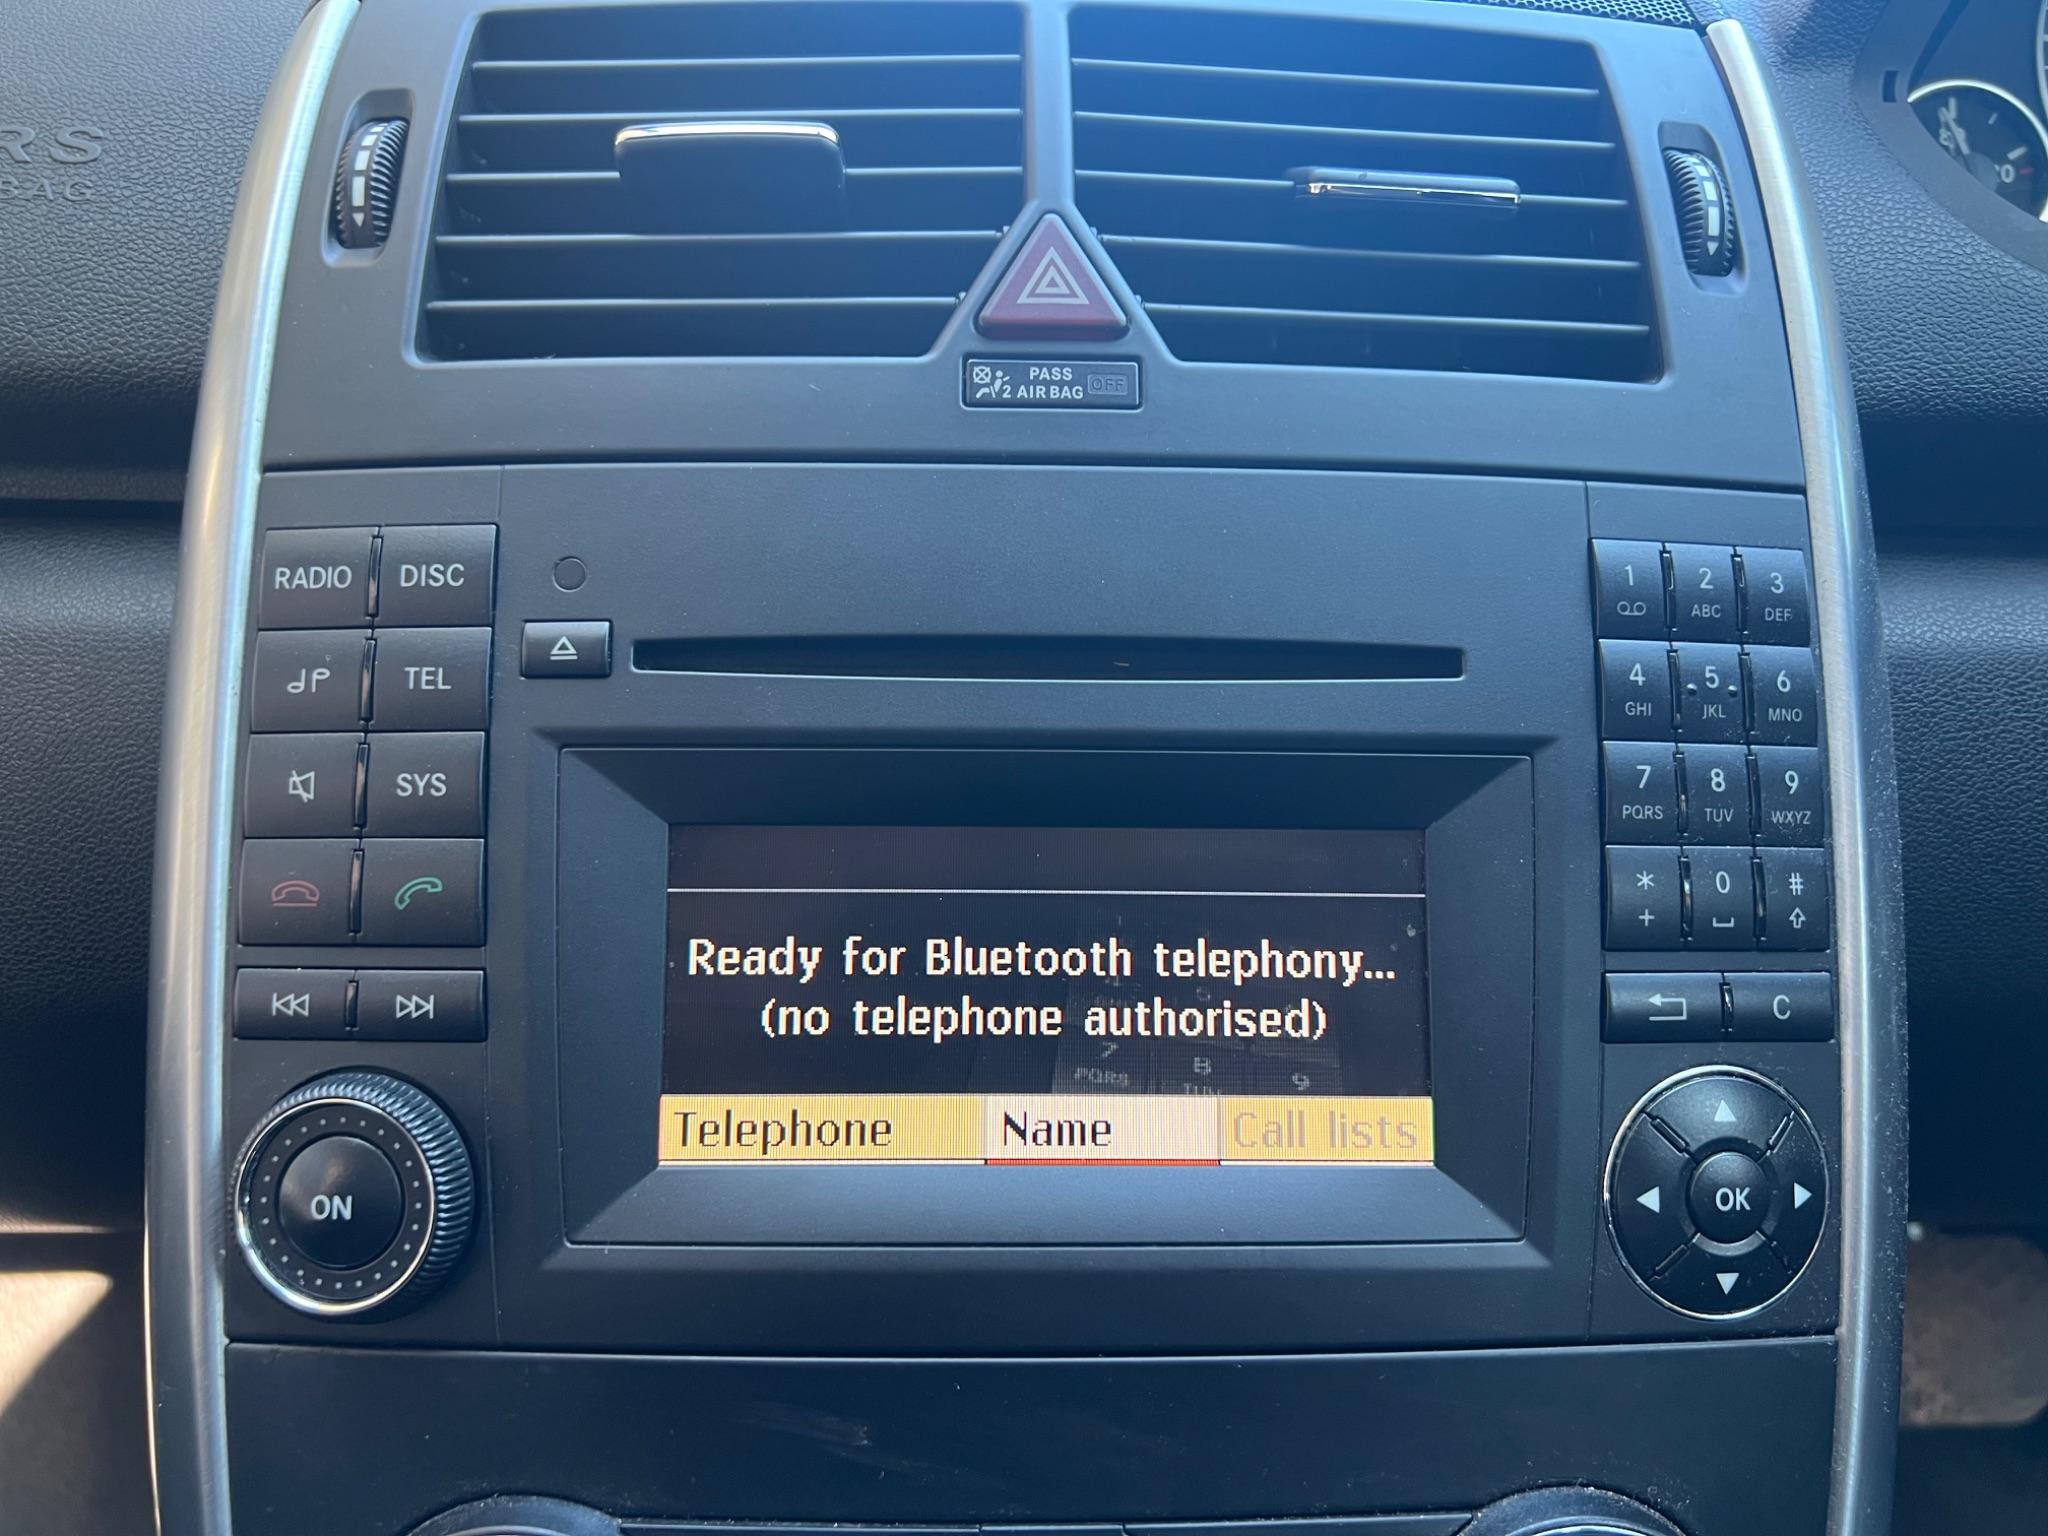 RS
BAG
PASS
2 AIRBAG OFF
RADIO DISC
TEL
SYS
ON
1
2 ABC
3 DEF
4 GHI
5 JKL
6 MNO
7 PQRS
8 TUV
9 WXYZ
* +
0
#
C
OK
Ready for Bluetooth telephony...
(no telephone authorised)
Telephone Name Call lists